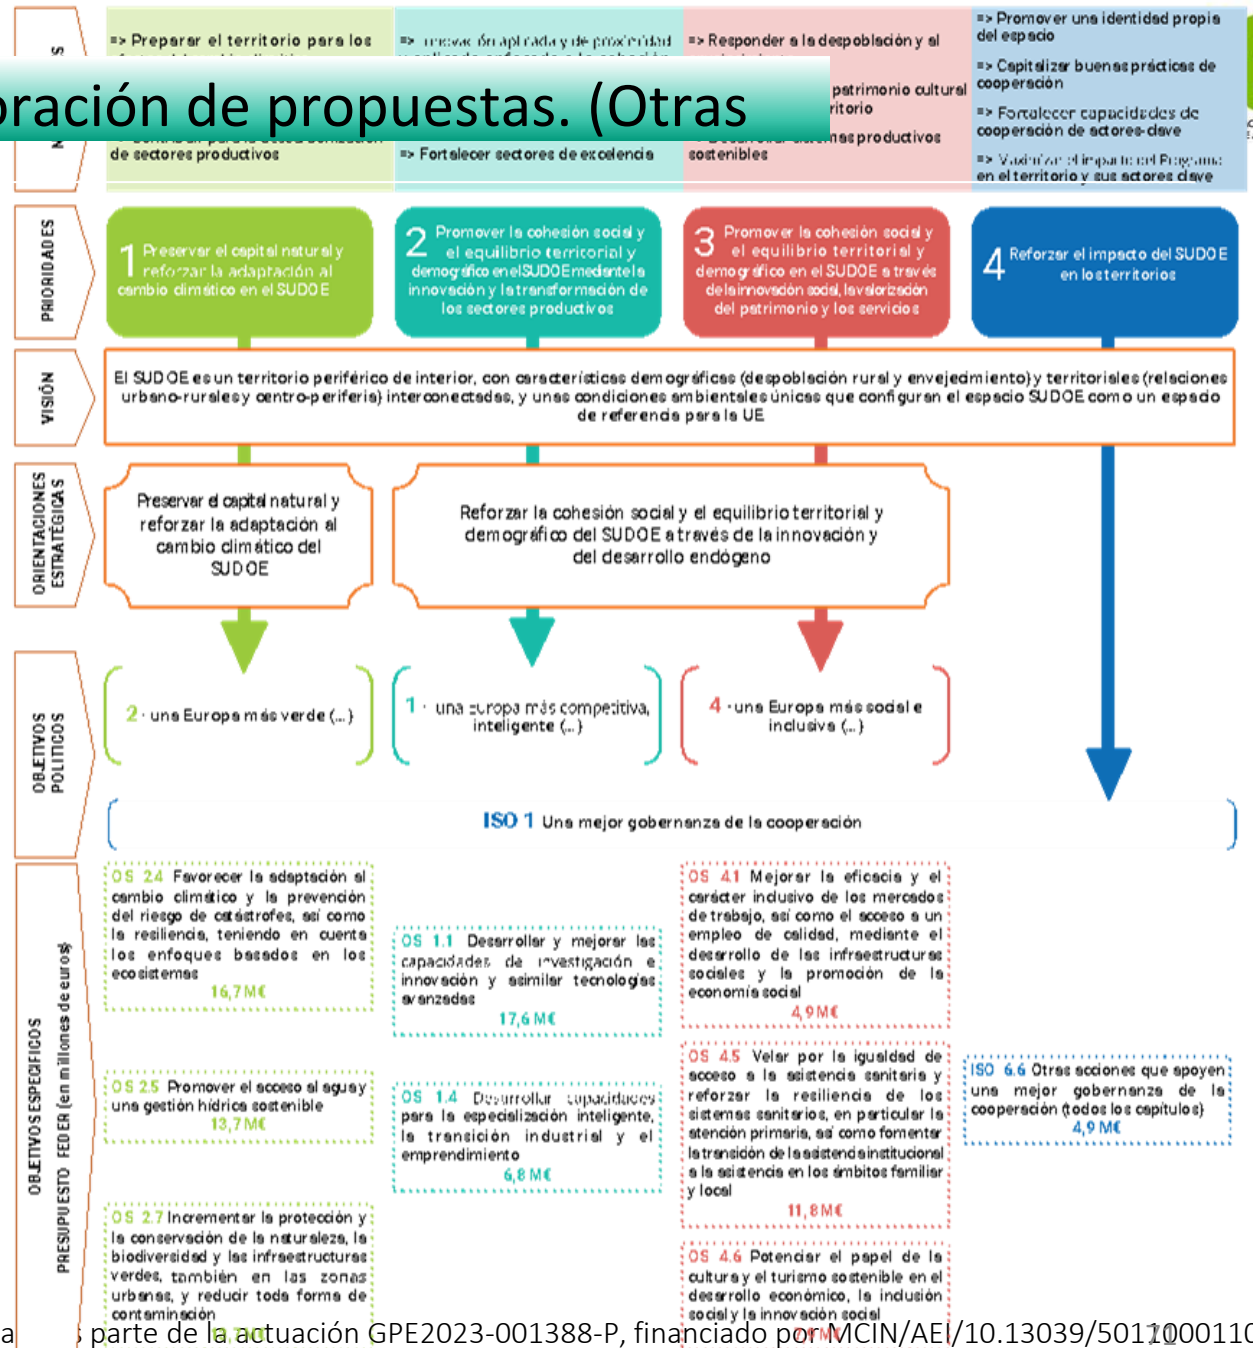 => Preparar el territorio para los
de sectores productivos
=> Innovación aplicada y de proximidad
=> Fortalecer sectores de excelencia
=> Responder a la despoblación y al
patrimonio cultural
sostenibles
=> Promover una identidad propia
del espacio
=> Capitalizar buenas prácticas de
cooperación
=> Fortalecer capacidades de
cooperación de actores-clave
=> Maximizar el impacto del Programa
en el territorio y sus actores clave
oración de propuestas. (Otras
PRIORIDADES
1 Preservar el capital natural y
reforzar la adaptación al
cambio climático en el SUDOE
2 Promover la cohesión social y
el equilibrio territorial y
demográfico en el SUDOE mediante la
innovación y la transformación de
los sectores productivos
3 Promover la cohesión social y
el equilibrio territorial y
demográfico en el SUDOE a través
de la innovación social, la valorización
del patrimonio y los servicios
4 Reforzar el impacto del SUDOE
en los territorios
VISIÓN
El SUDOE es un territorio periférico de interior, con características demográficas (despoblación rural y envejecimiento) y territoriales (relaciones
urbano-rurales y centro-periferia) interconectadas, y unas condiciones ambientales únicas que configuran el espacio SUDOE como un espacio
de referencia para la UE
ORIENTACIONES
ESTRATÉGICAS
Preservar el capital natural y
reforzar la adaptación al
cambio climático del
SUDOE
Reforzar la cohesión social y el equilibrio territorial y
demográfico del SUDOE a través de la innovación y
del desarrollo endógeno
OBJETIVOS
POLITICOS
2 · una Europa más verde (...)
1 · una Europa más competitiva,
inteligente (...)
4 · una Europa más social e
inclusiva (...)
ISO 1 Una mejor gobernanza de la cooperación
OBJETIVOS ESPECIFICOS
PRESUPUESTO FEDER (en millones de euros)
OS 2.4 Favorecer la adaptación al
cambio climático y la prevención
del riesgo de catástrofes, así como
la resiliencia, teniendo en cuenta
los enfoques basados en los
ecosistemas
16,7 M€
OS 2.5 Promover el acceso al agua y
una gestión hídrica sostenible
13,7 M€
OS 2.7 Incrementar la protección y
la conservación de la naturaleza, la
biodiversidad y las infraestructuras
verdes, también en las zonas
urbanas, y reducir toda forma de
contaminación
OS 1.1 Desarrollar y mejorar las
capacidades de investigación e
innovación y asimilar tecnologías
avanzadas
17,6 M€
OS 1.4 Desarrollar capacidades
para la especialización inteligente,
la transición industrial y el
emprendimiento
6,8 M€
OS 4.1 Mejorar la eficacia y el
carácter inclusivo de los mercados
de trabajo, así como el acceso a un
empleo de calidad, mediante el
desarrollo de las infraestructuras
sociales y la promoción de la
economía social
4,9 M€
OS 4.5 Velar por la igualdad de
acceso a la asistencia sanitaria y
reforzar la resiliencia de los
sistemas sanitarios, en particular la
atención primaria, así como fomentar
la transición de la asistencia institucional
a la asistencia en los ámbitos familiar
y local
11,8 M€
OS 4.6 Potenciar el papel de la
cultura y el turismo sostenible en el
desarrollo económico, la inclusión
social y la innovación social
ISO 6.6 Otras acciones que apoyen
una mejor gobernanza de la
cooperación (todos los capítulos)
4,9 M€
parte de la actuación GPE2023-001388-P, financiado por MCIN/AEI/10.13039/50110000110